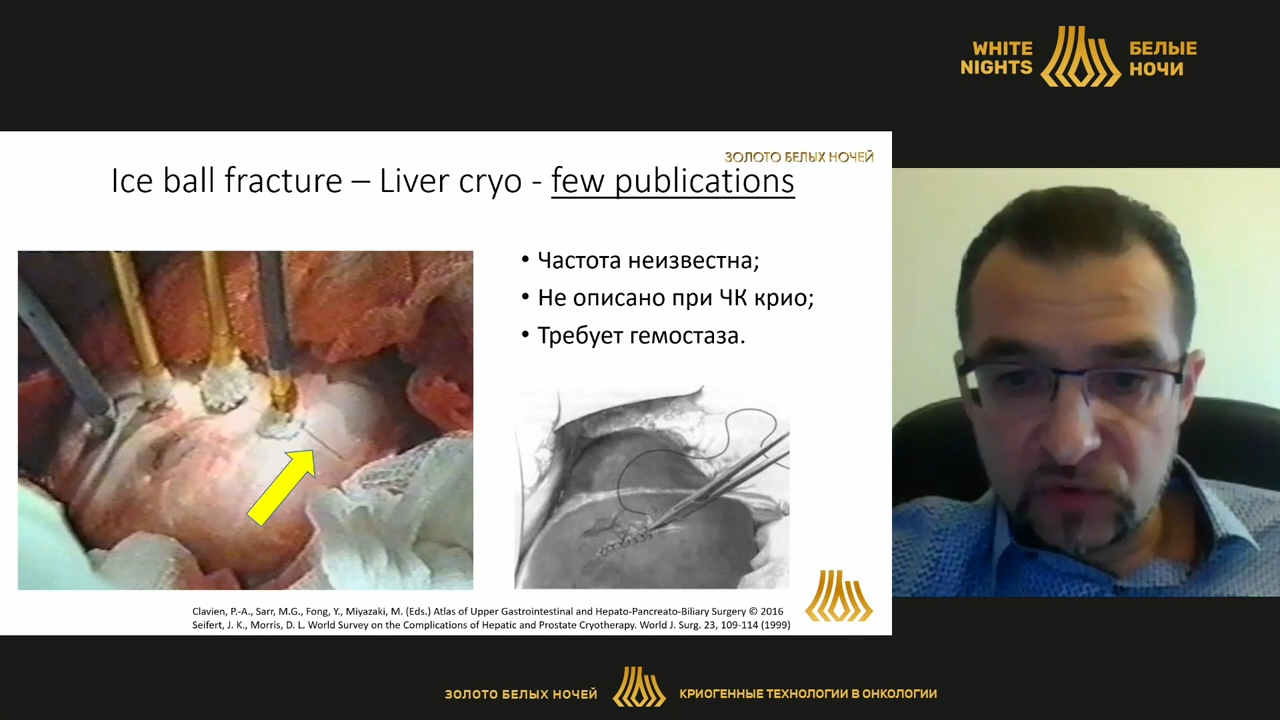 WHITE
NIGHTS
БЕЛЫЕ
НОЧИ
ЗОЛОТО БЕЛЫХ НОЧЕЙ
Ice ball fracture – Liver cryo - few publications
• Частота неизвестна;
• Не описано при ЧК крио;
• Требует гемостаза.
Clavien, P.-A., Sarr, M.G., Fong, Y., Miyazaki, M. (Eds.) Atlas of Upper Gastrointestinal and Hepato-Pancreato-Biliary Surgery © 2016
Seifert, J. K., Morris, D. L. World Survey on the Complications of Hepatic and Prostate Cryotherapy. World J. Surg. 23, 109-114 (1999)
ЗОЛОТО БЕЛЫХ НОЧЕЙ
КРИОГЕННЫЕ ТЕХНОЛОГИИ В ОНКОЛОГИИ